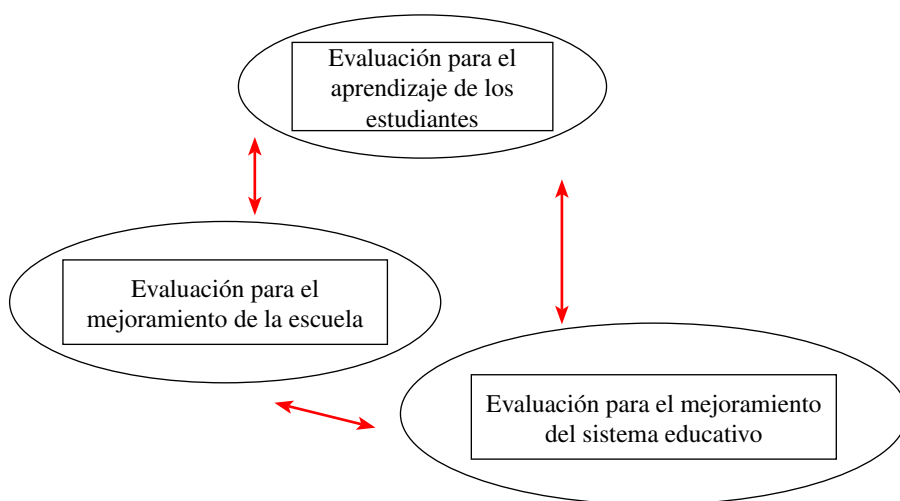 Evaluación para el
aprendizaje de los
estudiantes
Evaluación para el
mejoramiento de la escuela
Evaluación para el mejoramiento
del sistema educativo